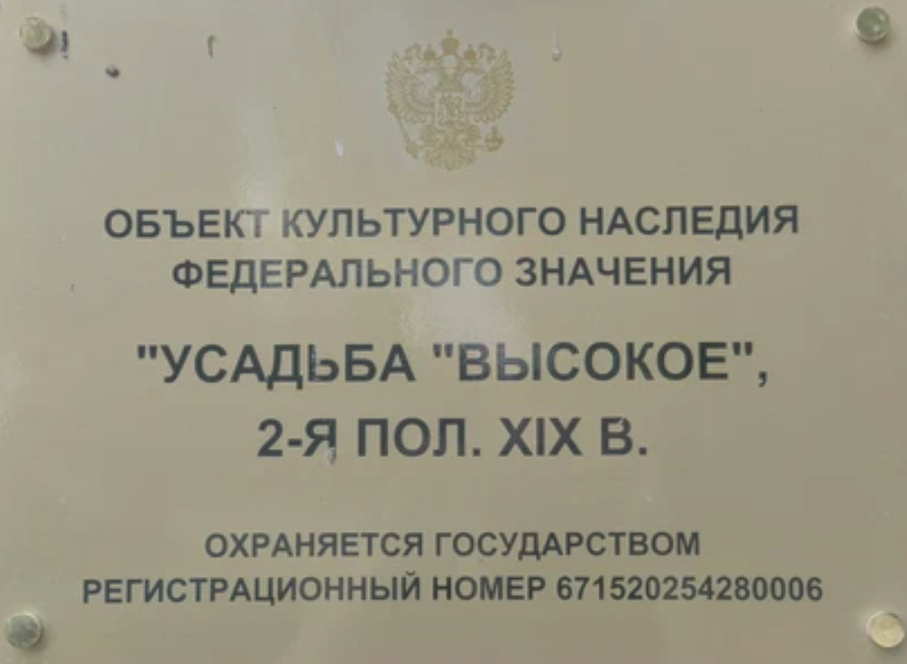 ОБЪЕКТ КУЛЬТУРНОГО НАСЛЕДИЯ
ФЕДЕРАЛЬНОГО ЗНАЧЕНИЯ
"УСАДЬБА "ВЫСОКОЕ",
2-Я ПОЛ. XIX В.
ОХРАНЯЕТСЯ ГОСУДАРСТВОМ
РЕГИСТРАЦИОННЫЙ НОМЕР 671520254280006